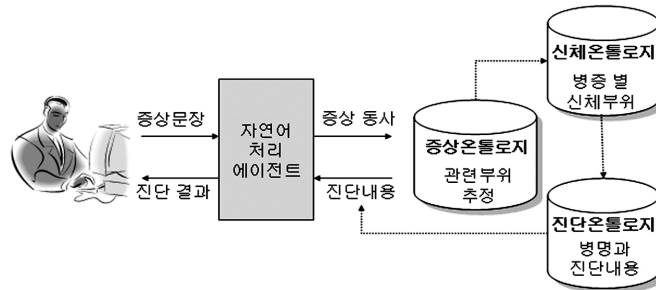 증상문장
진단 결과
자연어
처리
에이전트
증상 동사
진단내용
증상온톨로지
관련부위
추정
신체온톨로지
병증 별
신체부위
진단온톨로지
병명과
진단내용